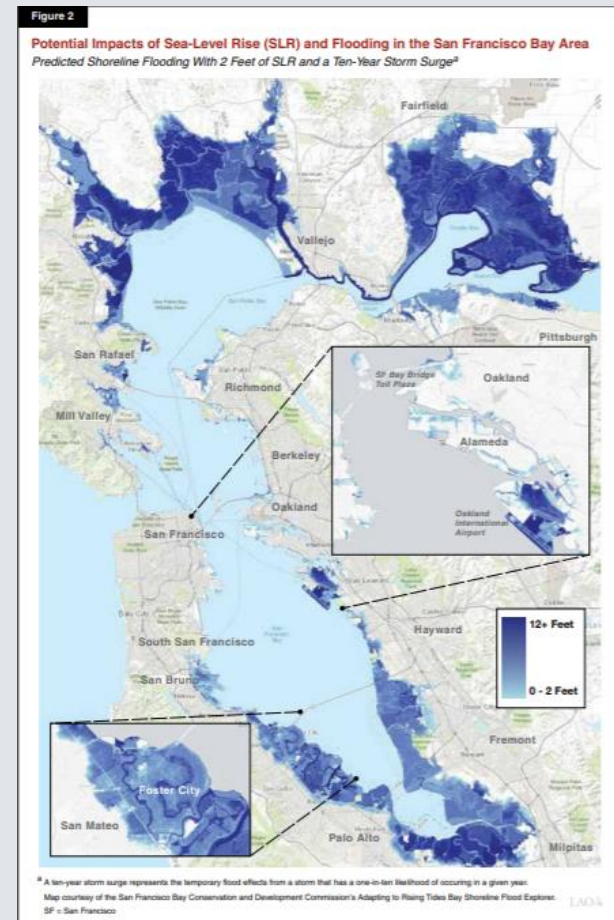 Figure 2
Potential Impacts of Sea-Level Rise (SLR) and Flooding in the San Francisco Bay Area
Predicted Shoreline Flooding With 2 Feet of SLR and a Ten-Year Storm Surgeᵃ
Fairfield
Vallejo
Pittsburgh
San Rafael
Richmond
Mill Valley
SF Bay Bridge
Toll Plaza
Oakland
Alameda
Berkeley
Oakland
Oakland
International
Airport
San Francisco
Hayward
12+ Feet
0 - 2 Feet
South San Francisco
San Bruno
Fremont
Foster City
San Mateo
Palo Alto
Milpitas
ᵃ A ten-year storm surge represents the temporary flood effects from a storm that has a one-in-ten likelihood of occuring in a given year.
Map courtesy of the San Francisco Bay Conservation and Development Commission's Adapting to Rising Tides Bay Shoreline Flood Explorer.
SF = San Francisco
LAO